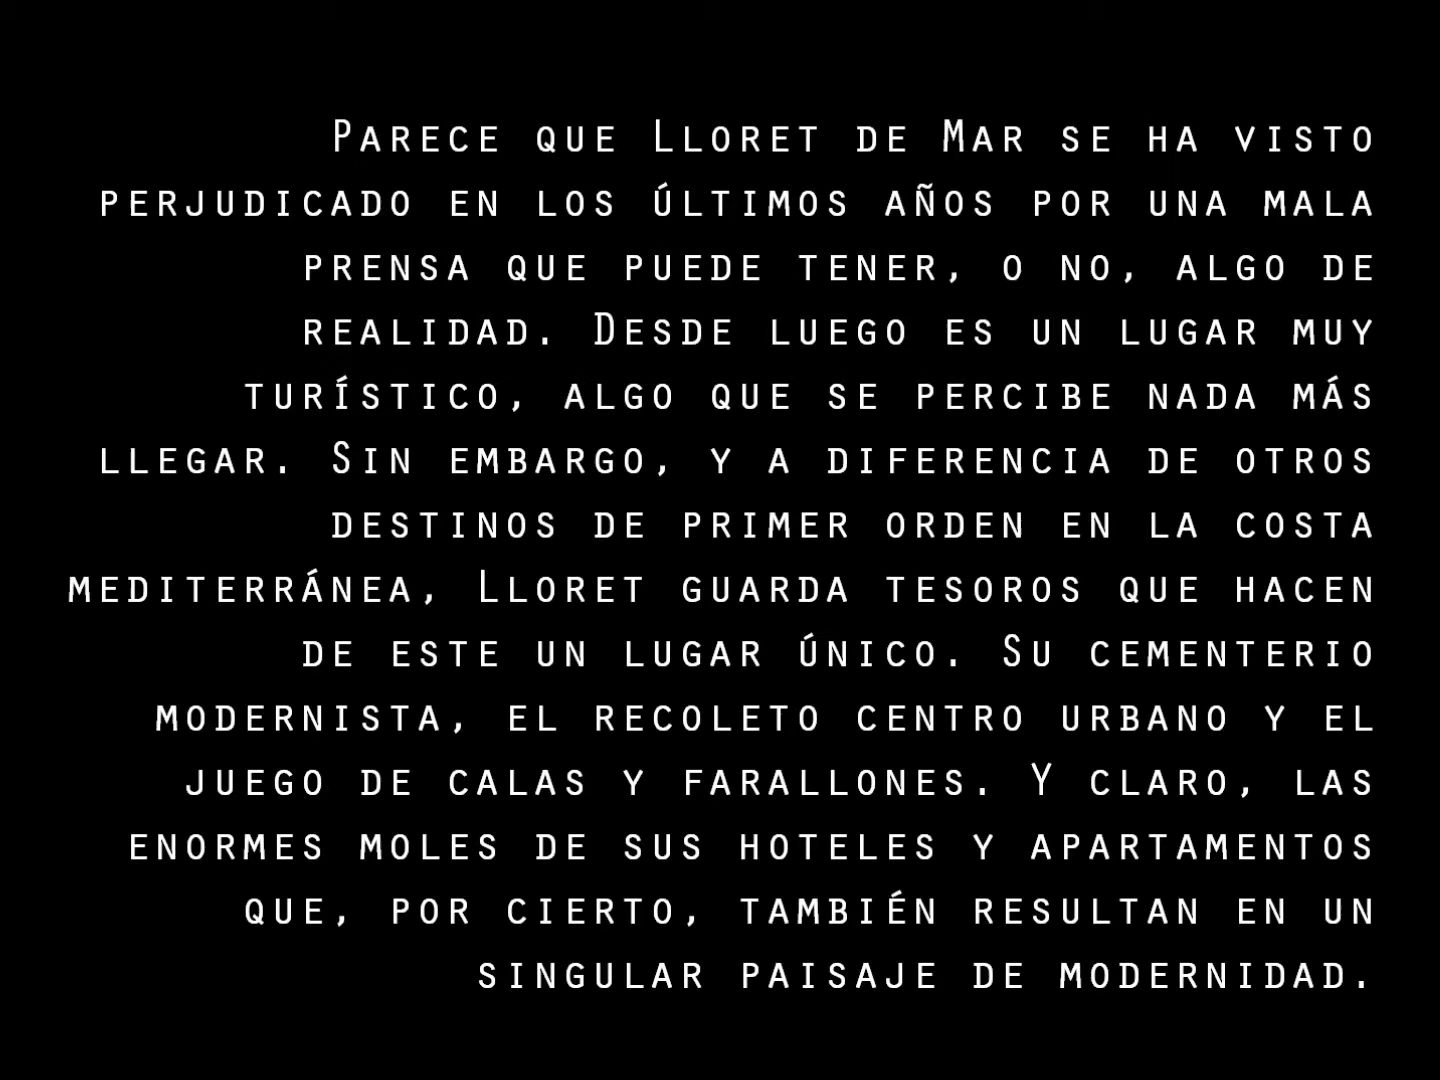 Parece que Lloret de Mar se ha visto
perjudicado en los últimos años por una mala
prensa que puede tener, o no, algo de
realidad. Desde luego es un lugar muy
turístico, algo que se percibe nada más
llegar. Sin embargo, y a diferencia de otros
destinos de primer orden en la costa
mediterránea, Lloret guarda tesoros que hacen
de este un lugar único. Su cementerio
modernista, el recoleto centro urbano y el
juego de calas y farallones. Y claro, las
enormes moles de sus hoteles y apartamentos
que, por cierto, también resultan en un
singular paisaje de modernidad.